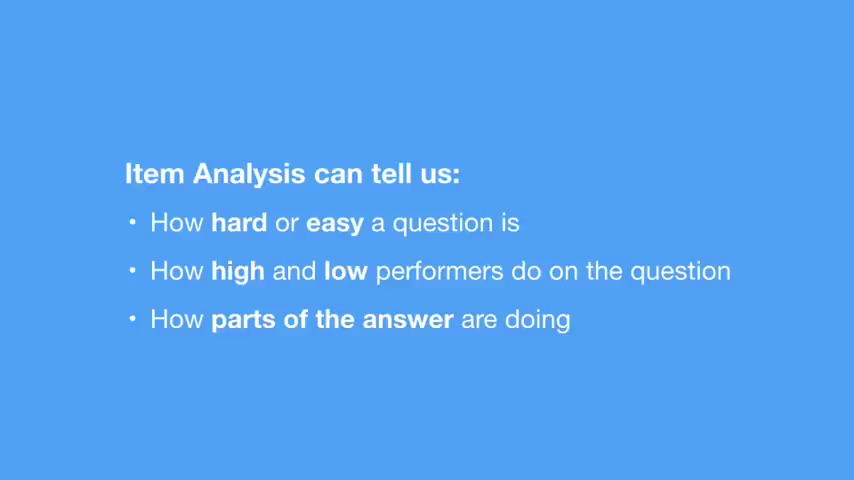 Item Analysis can tell us:
• How hard or easy a question is
• How high and low performers do on the question
• How parts of the answer are doing